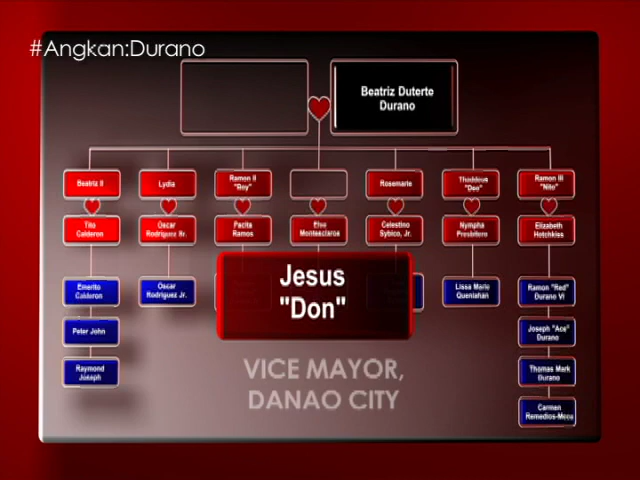 #Angkan:Durano
Beatriz Duterte
Durano
Beatriz II
Lydia
Ramon II
"Boy"
Rosemarie
Thaddeus
"Deo"
Ramon III
"Nito"
Tito
Calderon
Oscar
Rodriguez Sr.
Pacita
Ramos
Elsa
Montesclaros
Celestino
Sybico, Jr.
Nympha
Presbitero
Elizabeth
Hotchkiss
Emerito
Calderon
Oscar
Rodriguez Jr.
Jesus
"Don"
Lissa Marie
Quenlahan
Ramon "Red"
Durano VI
Peter John
Joseph "Ace"
Durano
Raymond
Joseph
VICE MAYOR,
DANAO CITY
Thomas Mark
Durano
Carmen
Remedios-Meca